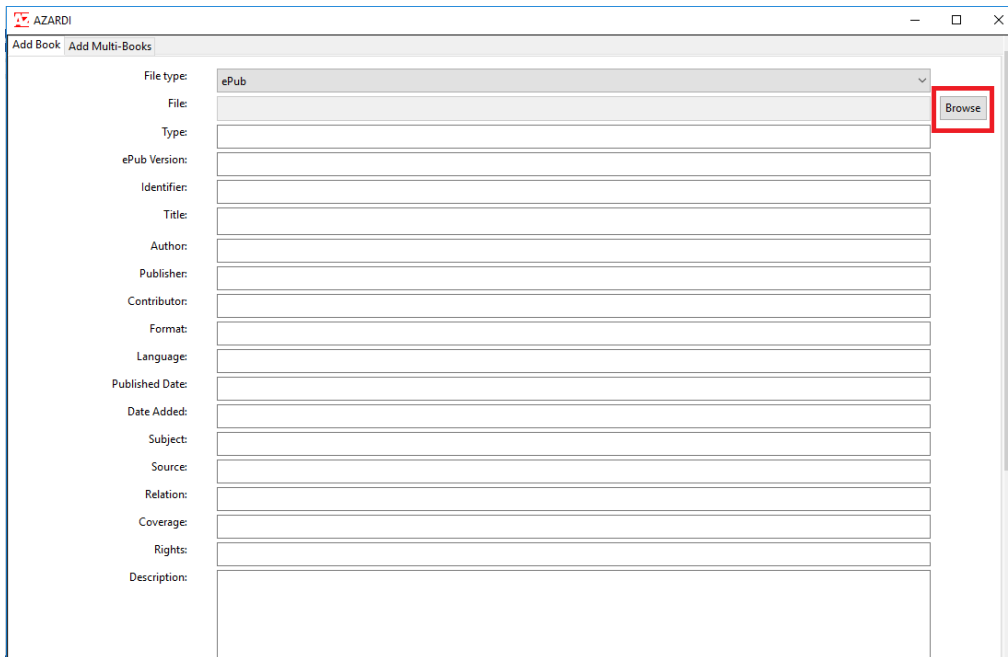 AZARDI
Add Book Add Multi-Books
File type: ePub
File: Browse
Type:
ePub Version:
Identifier:
Title:
Author:
Publisher:
Contributor:
Format:
Language:
Published Date:
Date Added:
Subject:
Source:
Relation:
Coverage:
Rights:
Description: